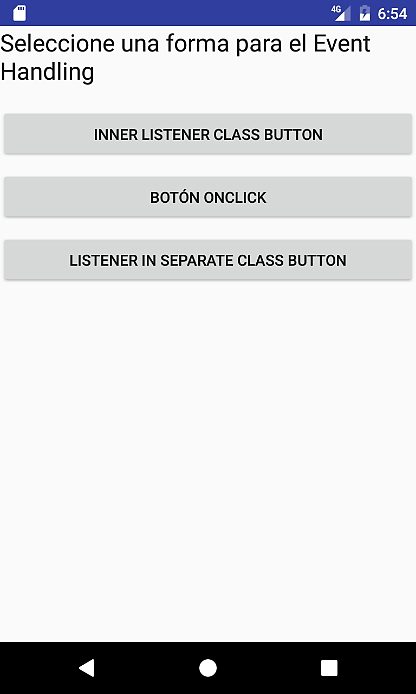 4G 6:54
Seleccione una forma para el Event
Handling
INNER LISTENER CLASS BUTTON
BOTÓN ONCLICK
LISTENER IN SEPARATE CLASS BUTTON